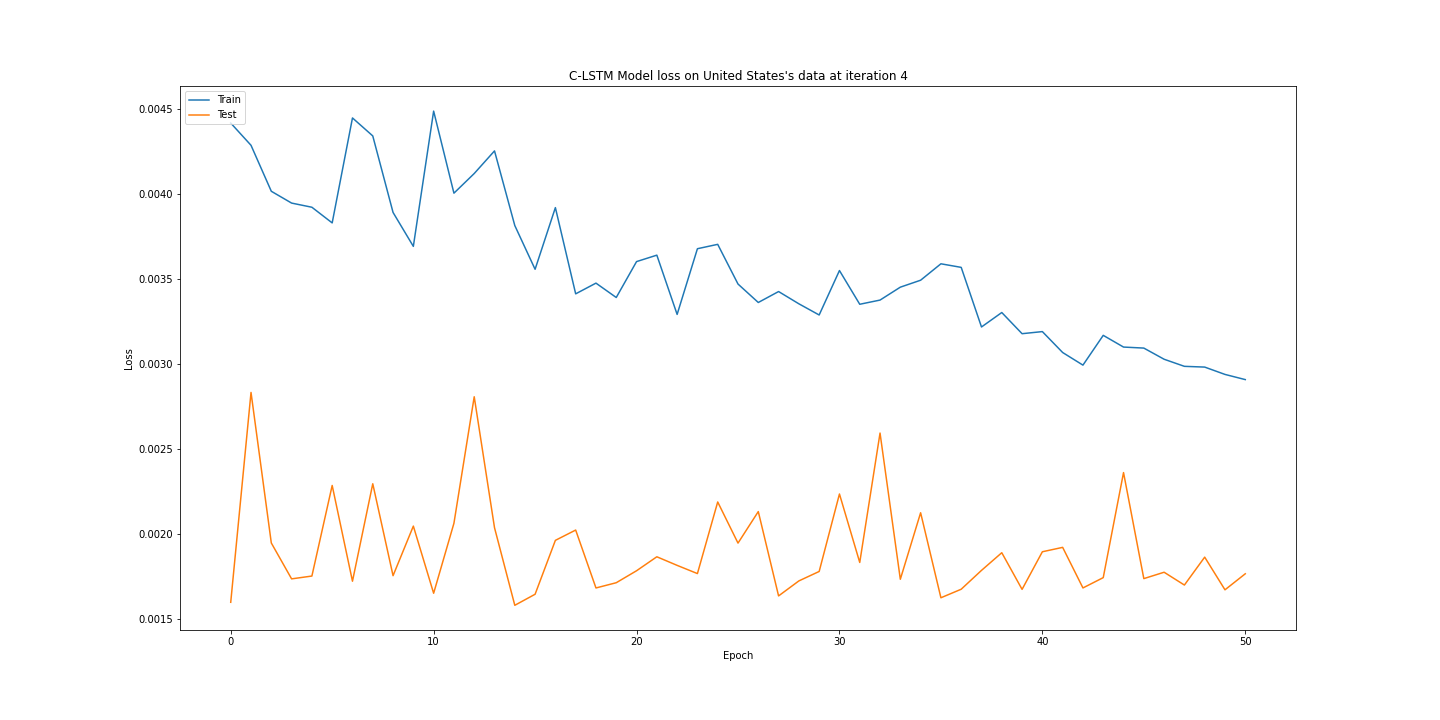 C-LSTM Model loss on United States's data at iteration 4
Train
Test
0.0045
0.0040
0.0035
0.0030
0.0025
0.0020
0.0015
Loss
0 10 20 30 40 50
Epoch